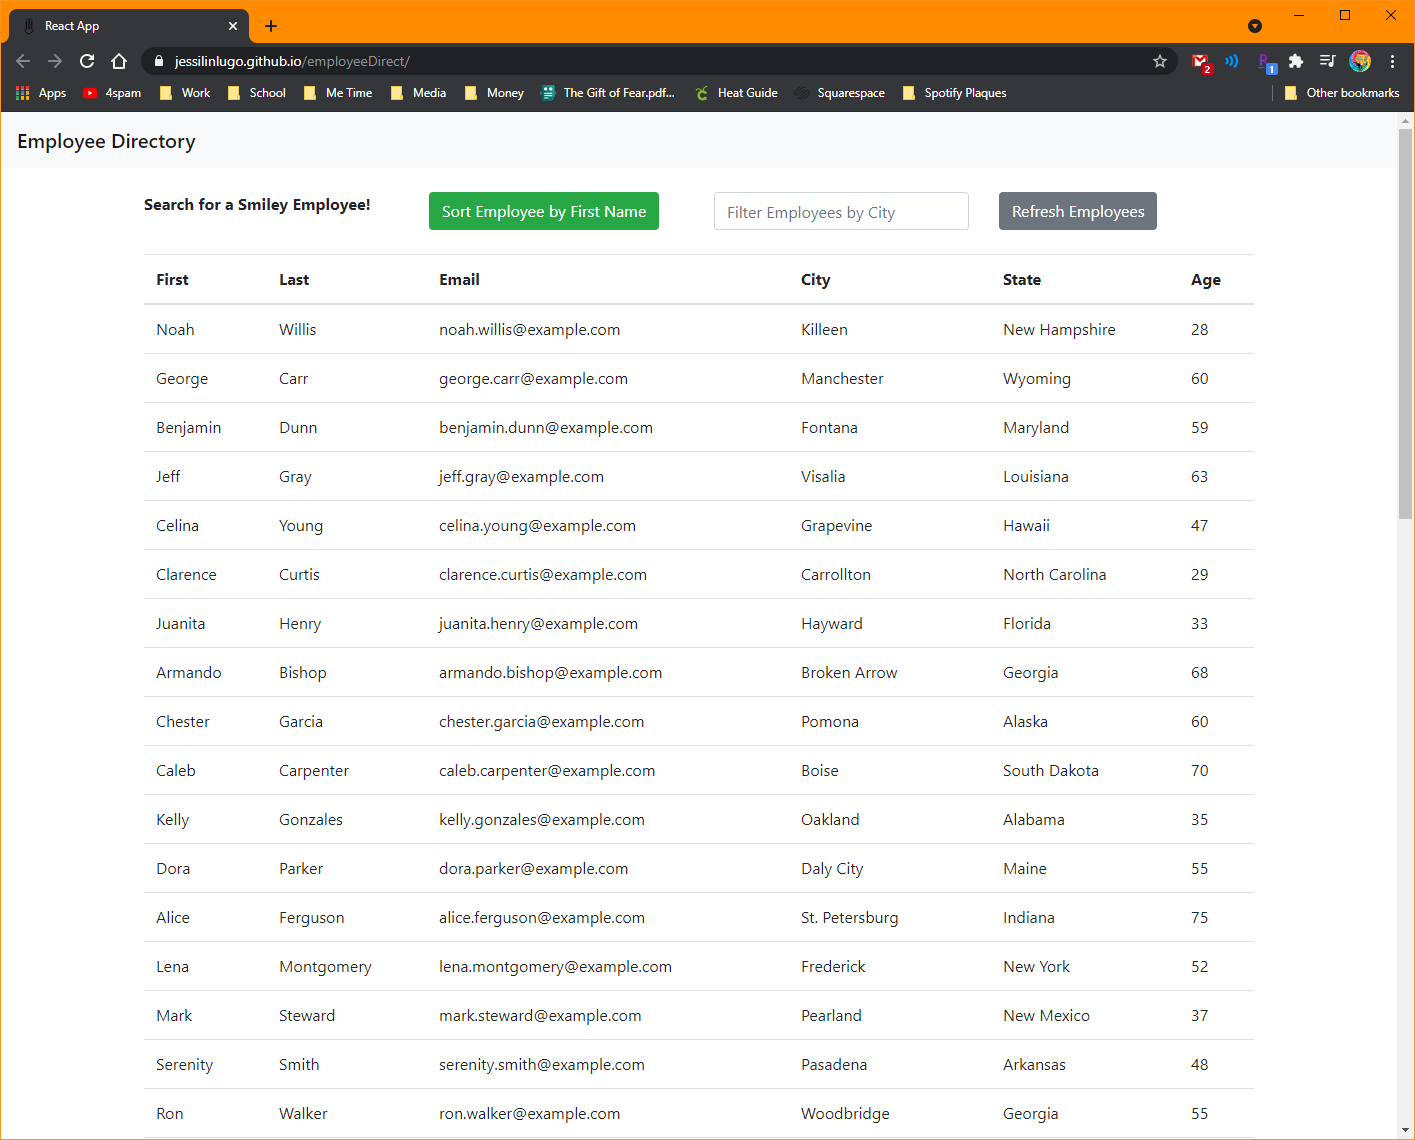 React App
jessilinlugo.github.io/employeeDirect/
2
1
Apps 4spam Work School Me Time Media Money The Gift of Fear.pdf... Heat Guide Squarespace Spotify Plaques Other bookmarks
Employee Directory
Search for a Smiley Employee! Sort Employee by First Name Filter Employees by City Refresh Employees
First Last Email City State Age
Noah Willis noah.willis@example.com Killeen New Hampshire 28
George Carr george.carr@example.com Manchester Wyoming 60
Benjamin Dunn benjamin.dunn@example.com Fontana Maryland 59
Jeff Gray jeff.gray@example.com Visalia Louisiana 63
Celina Young celina.young@example.com Grapevine Hawaii 47
Clarence Curtis clarence.curtis@example.com Carrollton North Carolina 29
Juanita Henry juanita.henry@example.com Hayward Florida 33
Armando Bishop armando.bishop@example.com Broken Arrow Georgia 68
Chester Garcia chester.garcia@example.com Pomona Alaska 60
Caleb Carpenter caleb.carpenter@example.com Boise South Dakota 70
Kelly Gonzales kelly.gonzales@example.com Oakland Alabama 35
Dora Parker dora.parker@example.com Daly City Maine 55
Alice Ferguson alice.ferguson@example.com St. Petersburg Indiana 75
Lena Montgomery lena.montgomery@example.com Frederick New York 52
Mark Steward mark.steward@example.com Pearland New Mexico 37
Serenity Smith serenity.smith@example.com Pasadena Arkansas 48
Ron Walker ron.walker@example.com Woodbridge Georgia 55